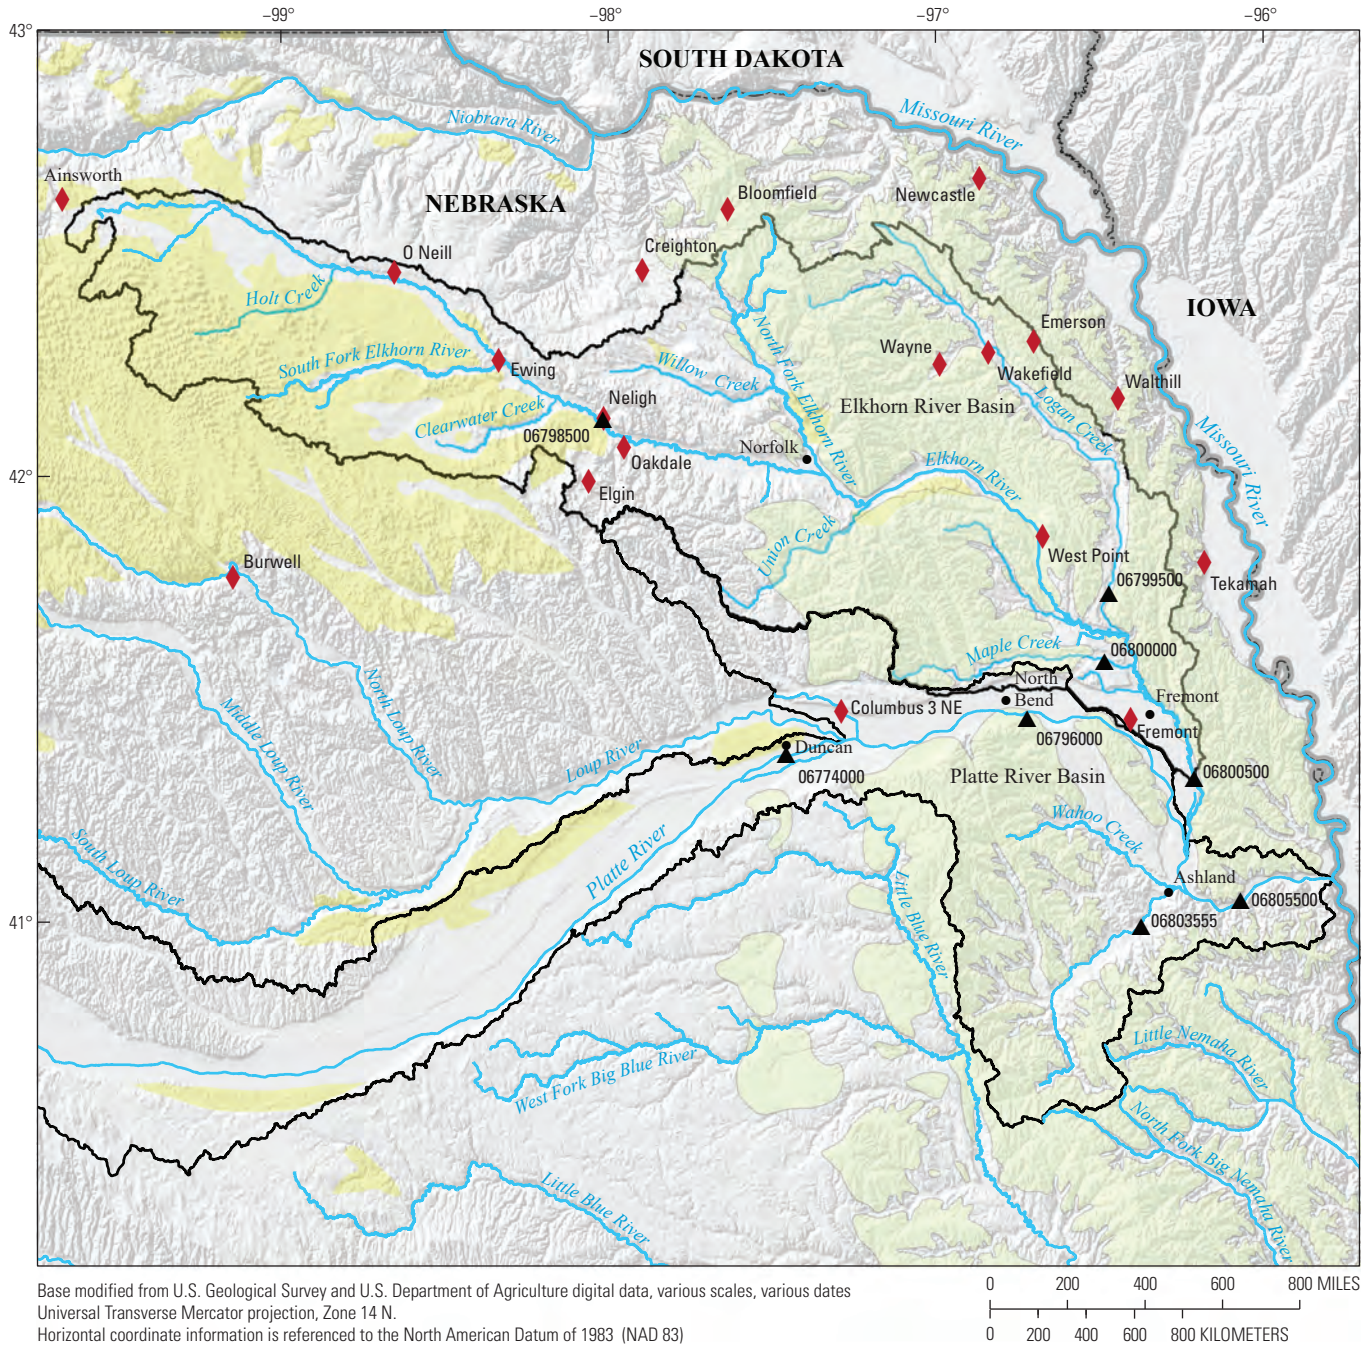 −99 −98 −97 −96
43°
SOUTH DAKOTA
Missouri River
Niobrara River
Ainsworth
NEBRASKA
Bloomfield
Newcastle
O Neill
Creighton
Holt Creek
IOWA
Emerson
Wayne
Wakefield
Walthill
North Fork Elkhorn River
South Fork Elkhorn River
Ewing
Willow Creek
Elkhorn River Basin
Logan Creek
Neligh
Clearwater Creek
06798500
Norfolk
Oakdale
Elkhorn River
Missouri River
42°
Elgin
Union Creek
West Point
Burwell
06799500
Tekamah
Maple Creek
06800000
North
Bend
Fremont
Middle Loup River
North Loup River
Columbus 3 NE
Fremont
06796000
Loup River
Duncan
06774000
Platte River Basin
06800500
Wahoo Creek
South Loup River
Platte River
Little Blue River
Ashland
06805500
06803555
41°
Little Nemaha River
West Fork Big Blue River
North Fork Big Nemaha River
Little Blue River
Base modified from U.S. Geological Survey and U.S. Department of Agriculture digital data, various scales, various dates
Universal Transverse Mercator projection, Zone 14 N.
Horizontal coordinate information is referenced to the North American Datum of 1983 (NAD 83)
0 200 400 600 800 MILES
0 200 400 600 800 KILOMETERS